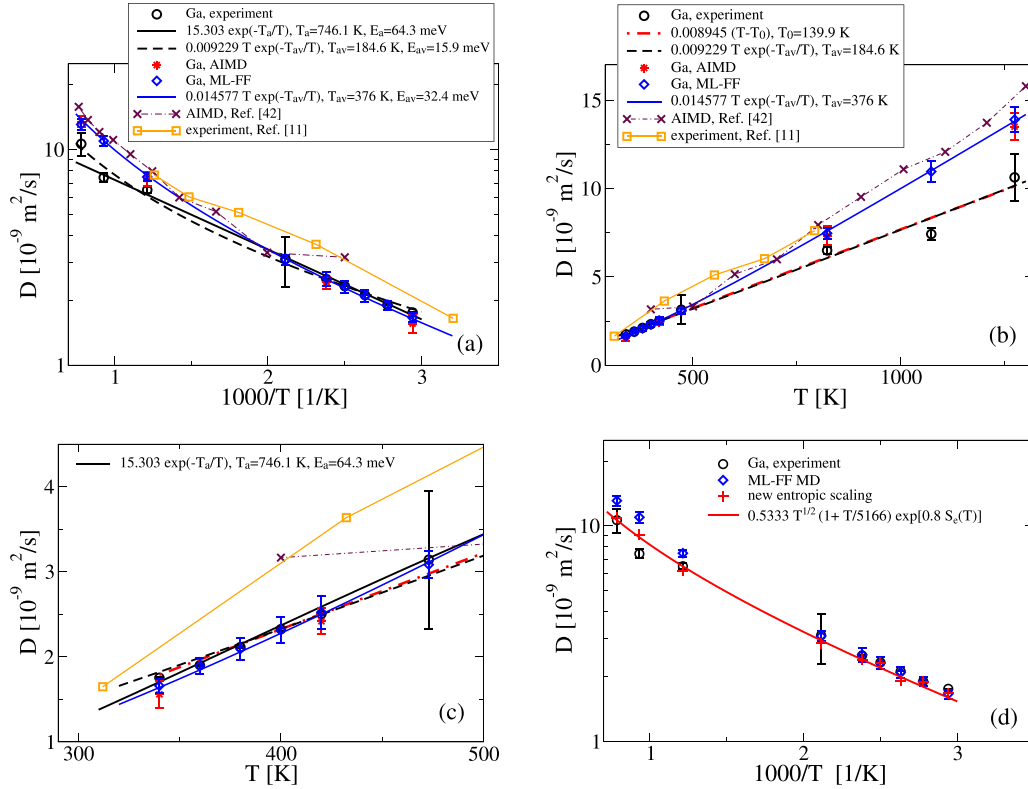 Ga, experiment
15.303 exp(-Tₐ/T), Tₐ=746.1 K, Eₐ=64.3 meV
0.009229 T exp(-Tₐᵥ/T), Tₐᵥ=184.6 K, Eₐᵥ=15.9 meV
Ga, AIMD
Ga, ML-FF
0.014577 T exp(-Tₐᵥ/T), Tₐᵥ=376 K, Eₐᵥ=32.4 meV
AIMD, Ref. [42]
experiment, Ref. [11]
10
1
D [10⁻⁹ m²/s]
(a)
1 2 3
1000/T [1/K]
Ga, experiment
0.008945 (T-T₀), T₀=139.9 K
0.009229 T exp(-Tₐᵥ/T), Tₐᵥ=184.6 K
Ga, AIMD
Ga, ML-FF
0.014577 T exp(-Tₐᵥ/T), Tₐᵥ=376 K
AIMD, Ref. [42]
experiment, Ref. [11]
15
10
5
0
D [10⁻⁹ m²/s]
(b)
500 1000
T [K]
15.303 exp(-Tₐ/T), Tₐ=746.1 K, Eₐ=64.3 meV
4
3
2
1
D [10⁻⁹ m²/s]
(c)
300 400 500
T [K]
Ga, experiment
ML-FF MD
new entropic scaling
0.5333 T¹ᐟ² (1+ T/5166) exp[0.8 Sₑ(T)]
10
1
D [10⁻⁹ m²/s]
(d)
1 2 3
1000/T [1/K]